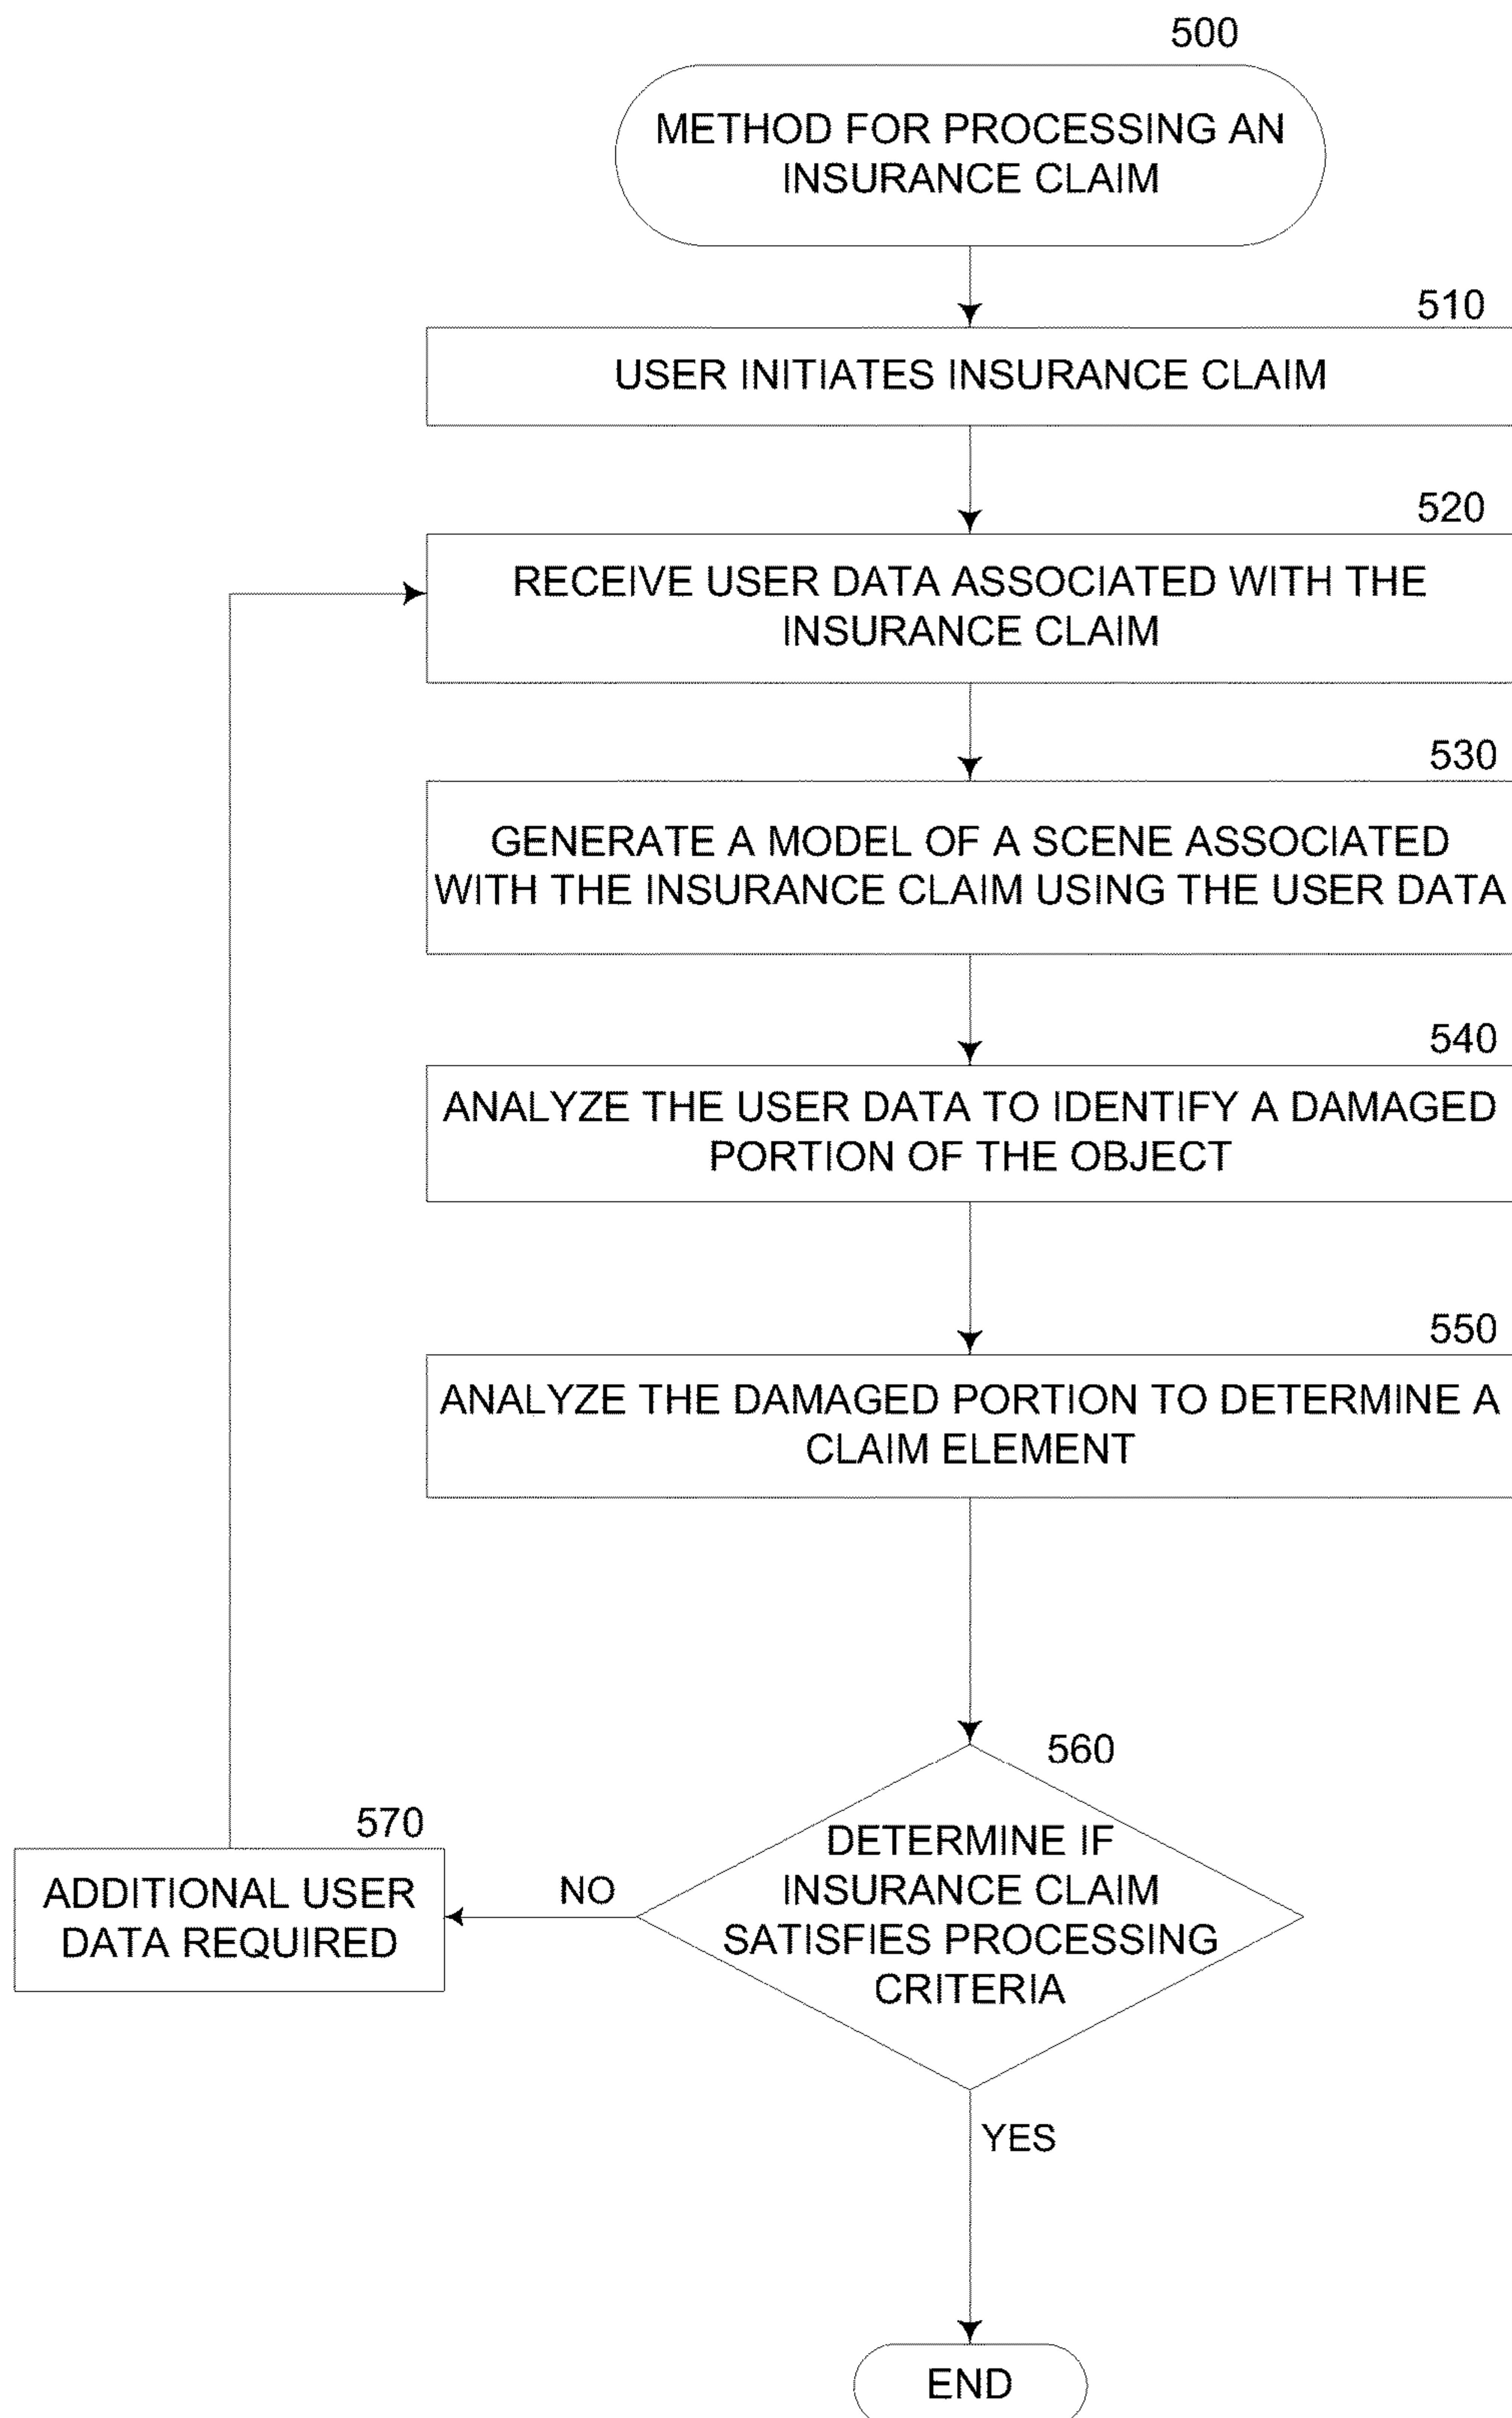 500
METHOD FOR PROCESSING AN
INSURANCE CLAIM
510
USER INITIATES INSURANCE CLAIM
520
RECEIVE USER DATA ASSOCIATED WITH THE
INSURANCE CLAIM
530
GENERATE A MODEL OF A SCENE ASSOCIATED
WITH THE INSURANCE CLAIM USING THE USER DATA
540
ANALYZE THE USER DATA TO IDENTIFY A DAMAGED
PORTION OF THE OBJECT
550
ANALYZE THE DAMAGED PORTION TO DETERMINE A
CLAIM ELEMENT
560
DETERMINE IF
INSURANCE CLAIM
SATISFIES PROCESSING
CRITERIA
NO
570
ADDITIONAL USER
DATA REQUIRED
YES
END